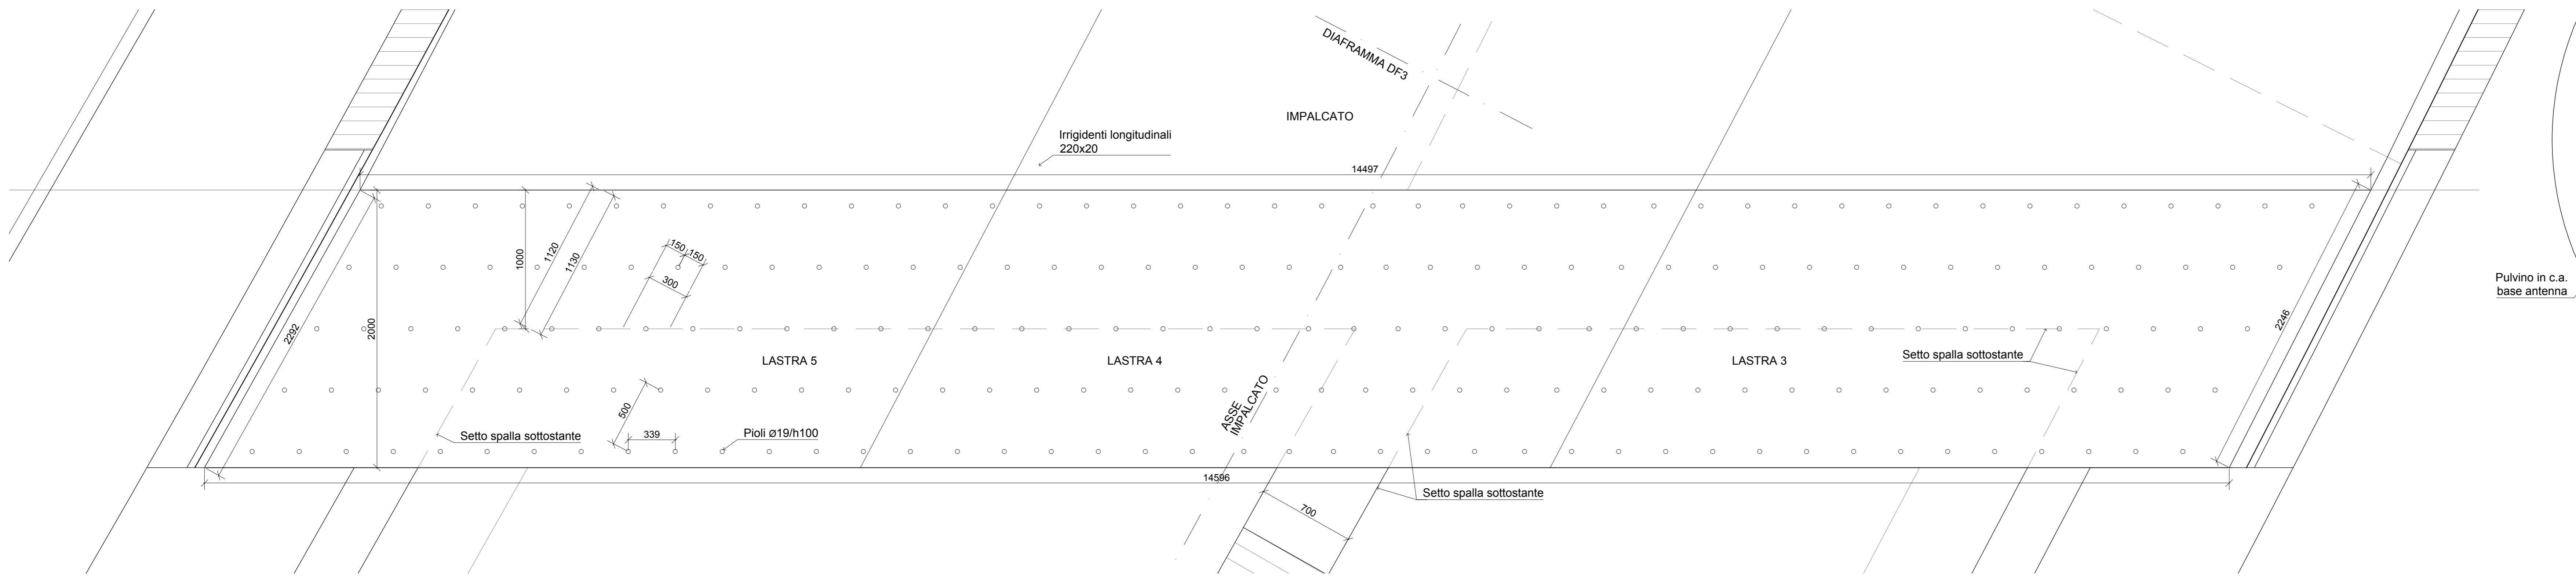 DIAFRAMMA DF3
IMPALCATO
Irrigidenti longitudinali
220x20
14497
1000
1120
1130
150
150
300
Pulvino in c.a.
base antenna
2292
2000
2246
LASTRA 5
LASTRA 4
LASTRA 3
Setto spalla sottostante
ASSE
IMPALCATO
500
339
Pioli Ø19/h100
Setto spalla sottostante
14596
Setto spalla sottostante
700